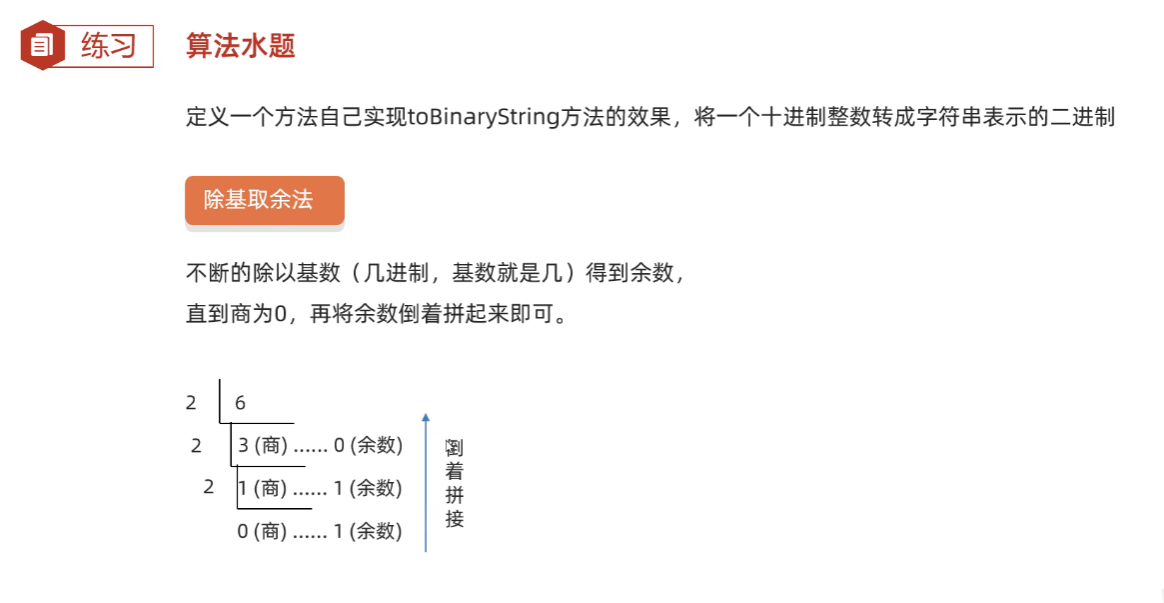 练习
算法水题
定义一个方法自己实现toBinaryString方法的效果，将一个十进制整数转成字符串表示的二进制
除基取余法
不断的除以基数（几进制，基数就是几）得到余数，
直到商为0，再将余数倒着拼起来即可。
2 6
2 3 (商) …… 0 (余数)
2 1 (商) …… 1 (余数)
0 (商) …… 1 (余数)
倒
着
拼
接